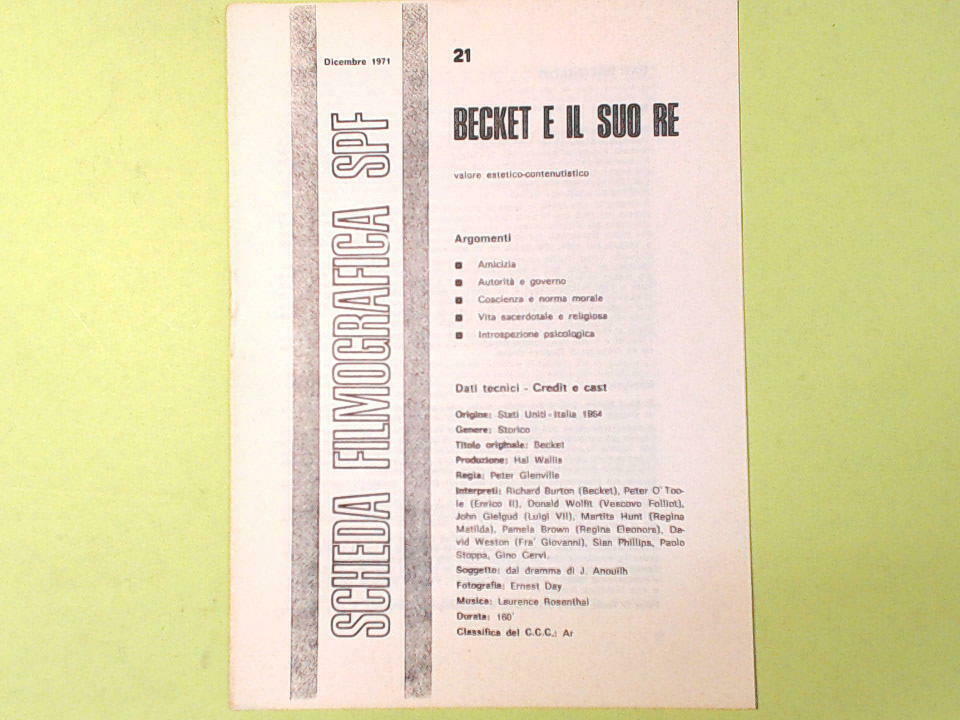 Dicembre 1971
SCHEDA FILMOGRAFICA SPF
21
BECKET E IL SUO RE
valore estetico-contenutistico
Argomenti
Amicizia
Autorità e governo
Coscienza e norma morale
Vita sacerdotale e religiosa
Introspezione psicologica
Dati tecnici - Credit e cast
Origine: Stati Uniti - Italia 1964
Genere: Storico
Titolo originale: Becket
Produzione: Hal Wallis
Regia: Peter Glenville
Interpreti: Richard Burton (Becket), Peter O'Too-
le (Enrico II), Donald Wolfit (Vescovo Folliot),
John Gielgud (Luigi VII), Martita Hunt (Regina
Matilda), Pamela Brown (Regina Eleonora), Da-
vid Weston (Fra' Giovanni), Sian Phillips, Paolo
Stoppa, Gino Cervi.
Soggetto: dal dramma di J. Anouilh
Fotografia: Ernest Day
Musica: Laurence Rosenthal
Durata: 160'
Classifica del C.C.C.: Ar